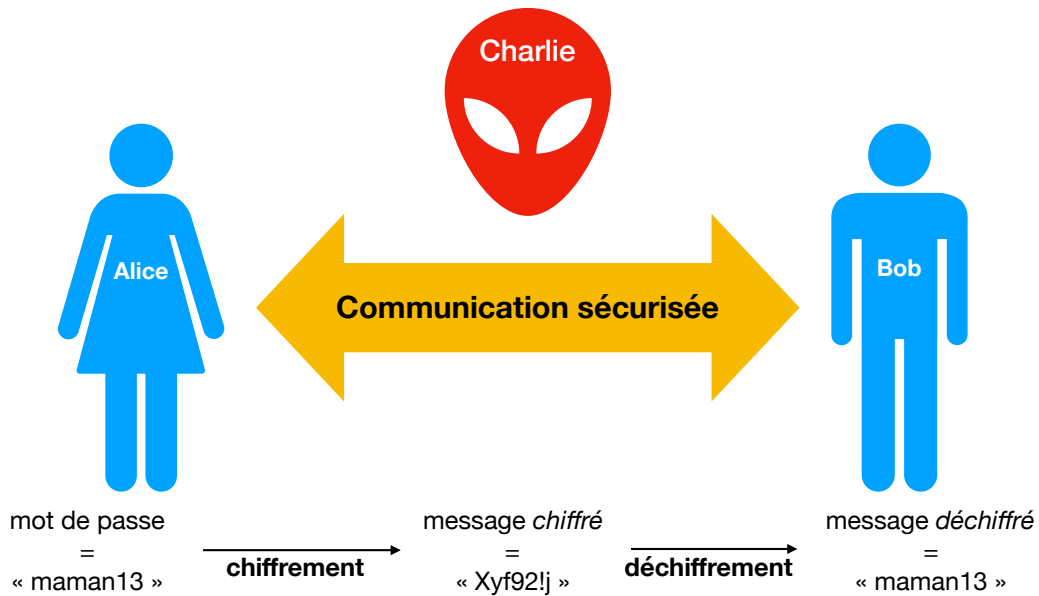 Charlie
Alice
Bob
Communication sécurisée
mot de passe
=
« maman13 »
chiffrement
message chiffré
=
« Xyf92!j »
déchiffrement
message déchiffré
=
« maman13 »